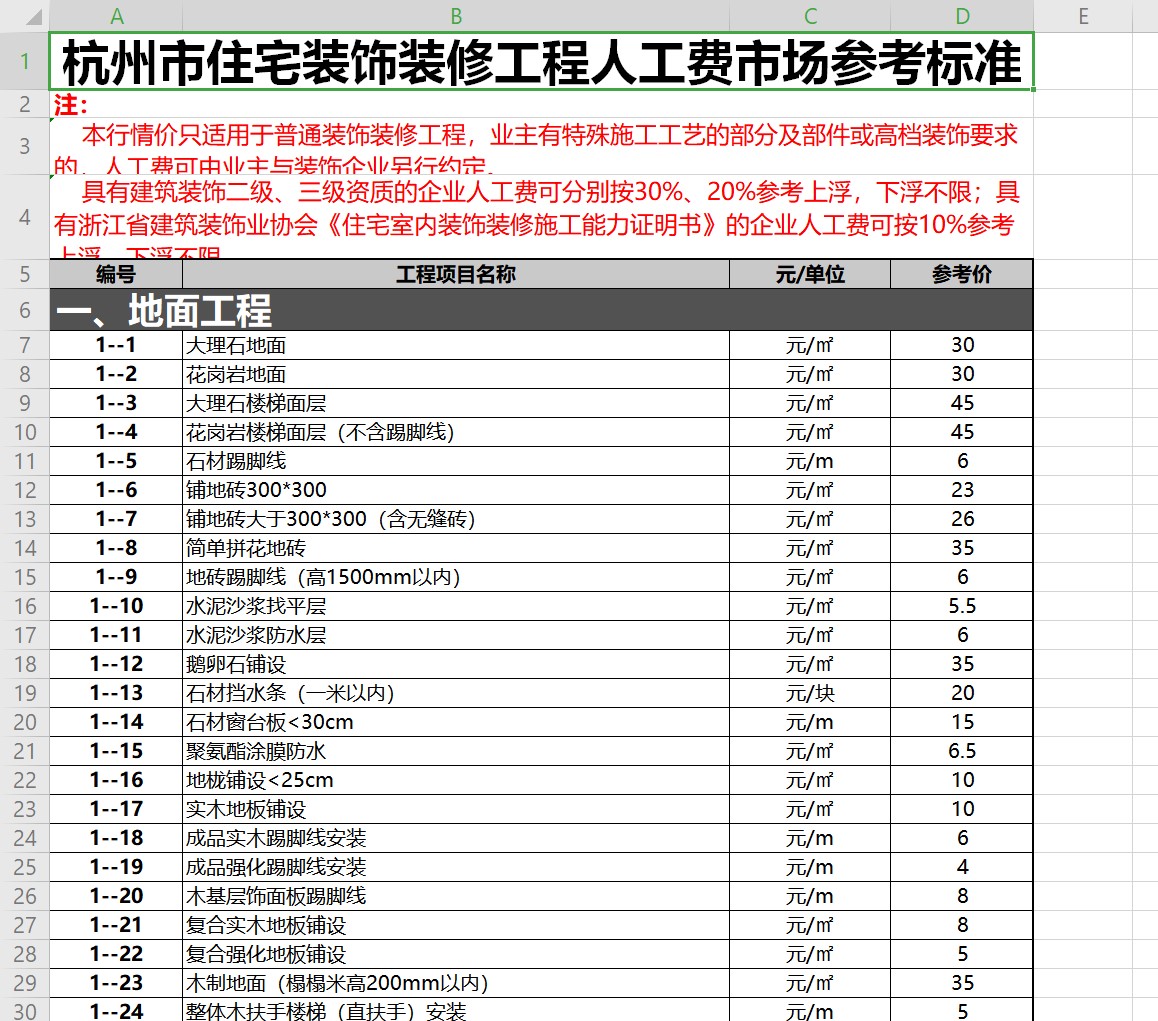 A B C D E
1 杭州市住宅装饰装修工程人工费市场参考标准
2 注：
3 本行情价只适用于普通装饰装修工程，业主有特殊施工工艺的部分及部件或高档装饰要求
的，人工费可由业主与装饰企业另行约定。
4 具有建筑装饰二级、三级资质的企业人工费可分别按30%、20%参考上浮，下浮不限；具
有浙江省建筑装饰业协会《住宅室内装饰装修施工能力证明书》的企业人工费可按10%参考
上浮，下浮不限
5 编号 工程项目名称 元/单位 参考价
6 一、地面工程
7 1--1 大理石地面 元/㎡ 30
8 1--2 花岗岩地面 元/㎡ 30
9 1--3 大理石楼梯面层 元/㎡ 45
10 1--4 花岗岩楼梯面层（不含踢脚线） 元/㎡ 45
11 1--5 石材踢脚线 元/m 6
12 1--6 铺地砖300*300 元/㎡ 23
13 1--7 铺地砖大于300*300（含无缝砖） 元/㎡ 26
14 1--8 简单拼花地砖 元/㎡ 35
15 1--9 地砖踢脚线（高1500mm以内） 元/㎡ 6
16 1--10 水泥沙浆找平层 元/㎡ 5.5
17 1--11 水泥沙浆防水层 元/㎡ 6
18 1--12 鹅卵石铺设 元/㎡ 35
19 1--13 石材挡水条（一米以内） 元/块 20
20 1--14 石材窗台板<30cm 元/m 15
21 1--15 聚氨酯涂膜防水 元/㎡ 6.5
22 1--16 地栊铺设<25cm 元/㎡ 10
23 1--17 实木地板铺设 元/㎡ 10
24 1--18 成品实木踢脚线安装 元/m 6
25 1--19 成品强化踢脚线安装 元/m 4
26 1--20 木基层饰面板踢脚线 元/m 8
27 1--21 复合实木地板铺设 元/㎡ 8
28 1--22 复合强化地板铺设 元/㎡ 5
29 1--23 木制地面（榻榻米高200mm以内） 元/㎡ 35
30 1--24 整体木扶手楼梯（直扶手）安装 元/m 5